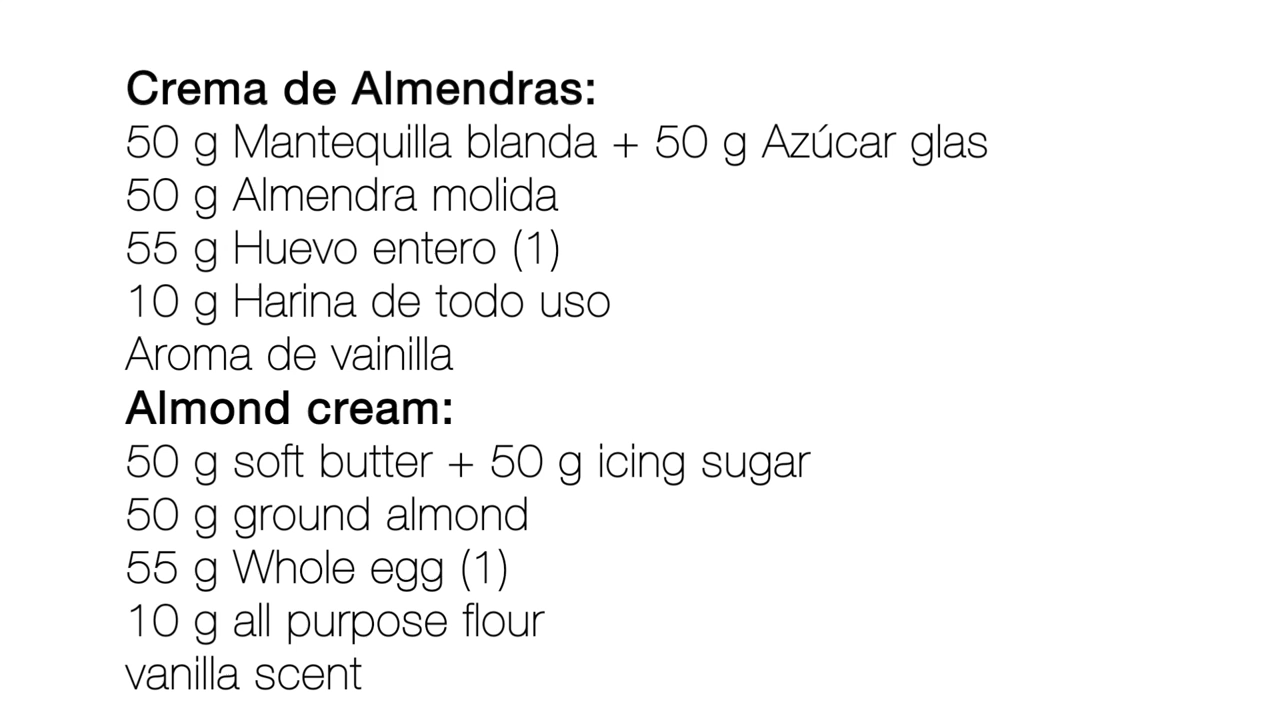 Crema de Almendras:
50 g Mantequilla blanda + 50 g Azúcar glas
50 g Almendra molida
55 g Huevo entero (1)
10 g Harina de todo uso
Aroma de vainilla
Almond cream:
50 g soft butter + 50 g icing sugar
50 g ground almond
55 g Whole egg (1)
10 g all purpose flour
vanilla scent